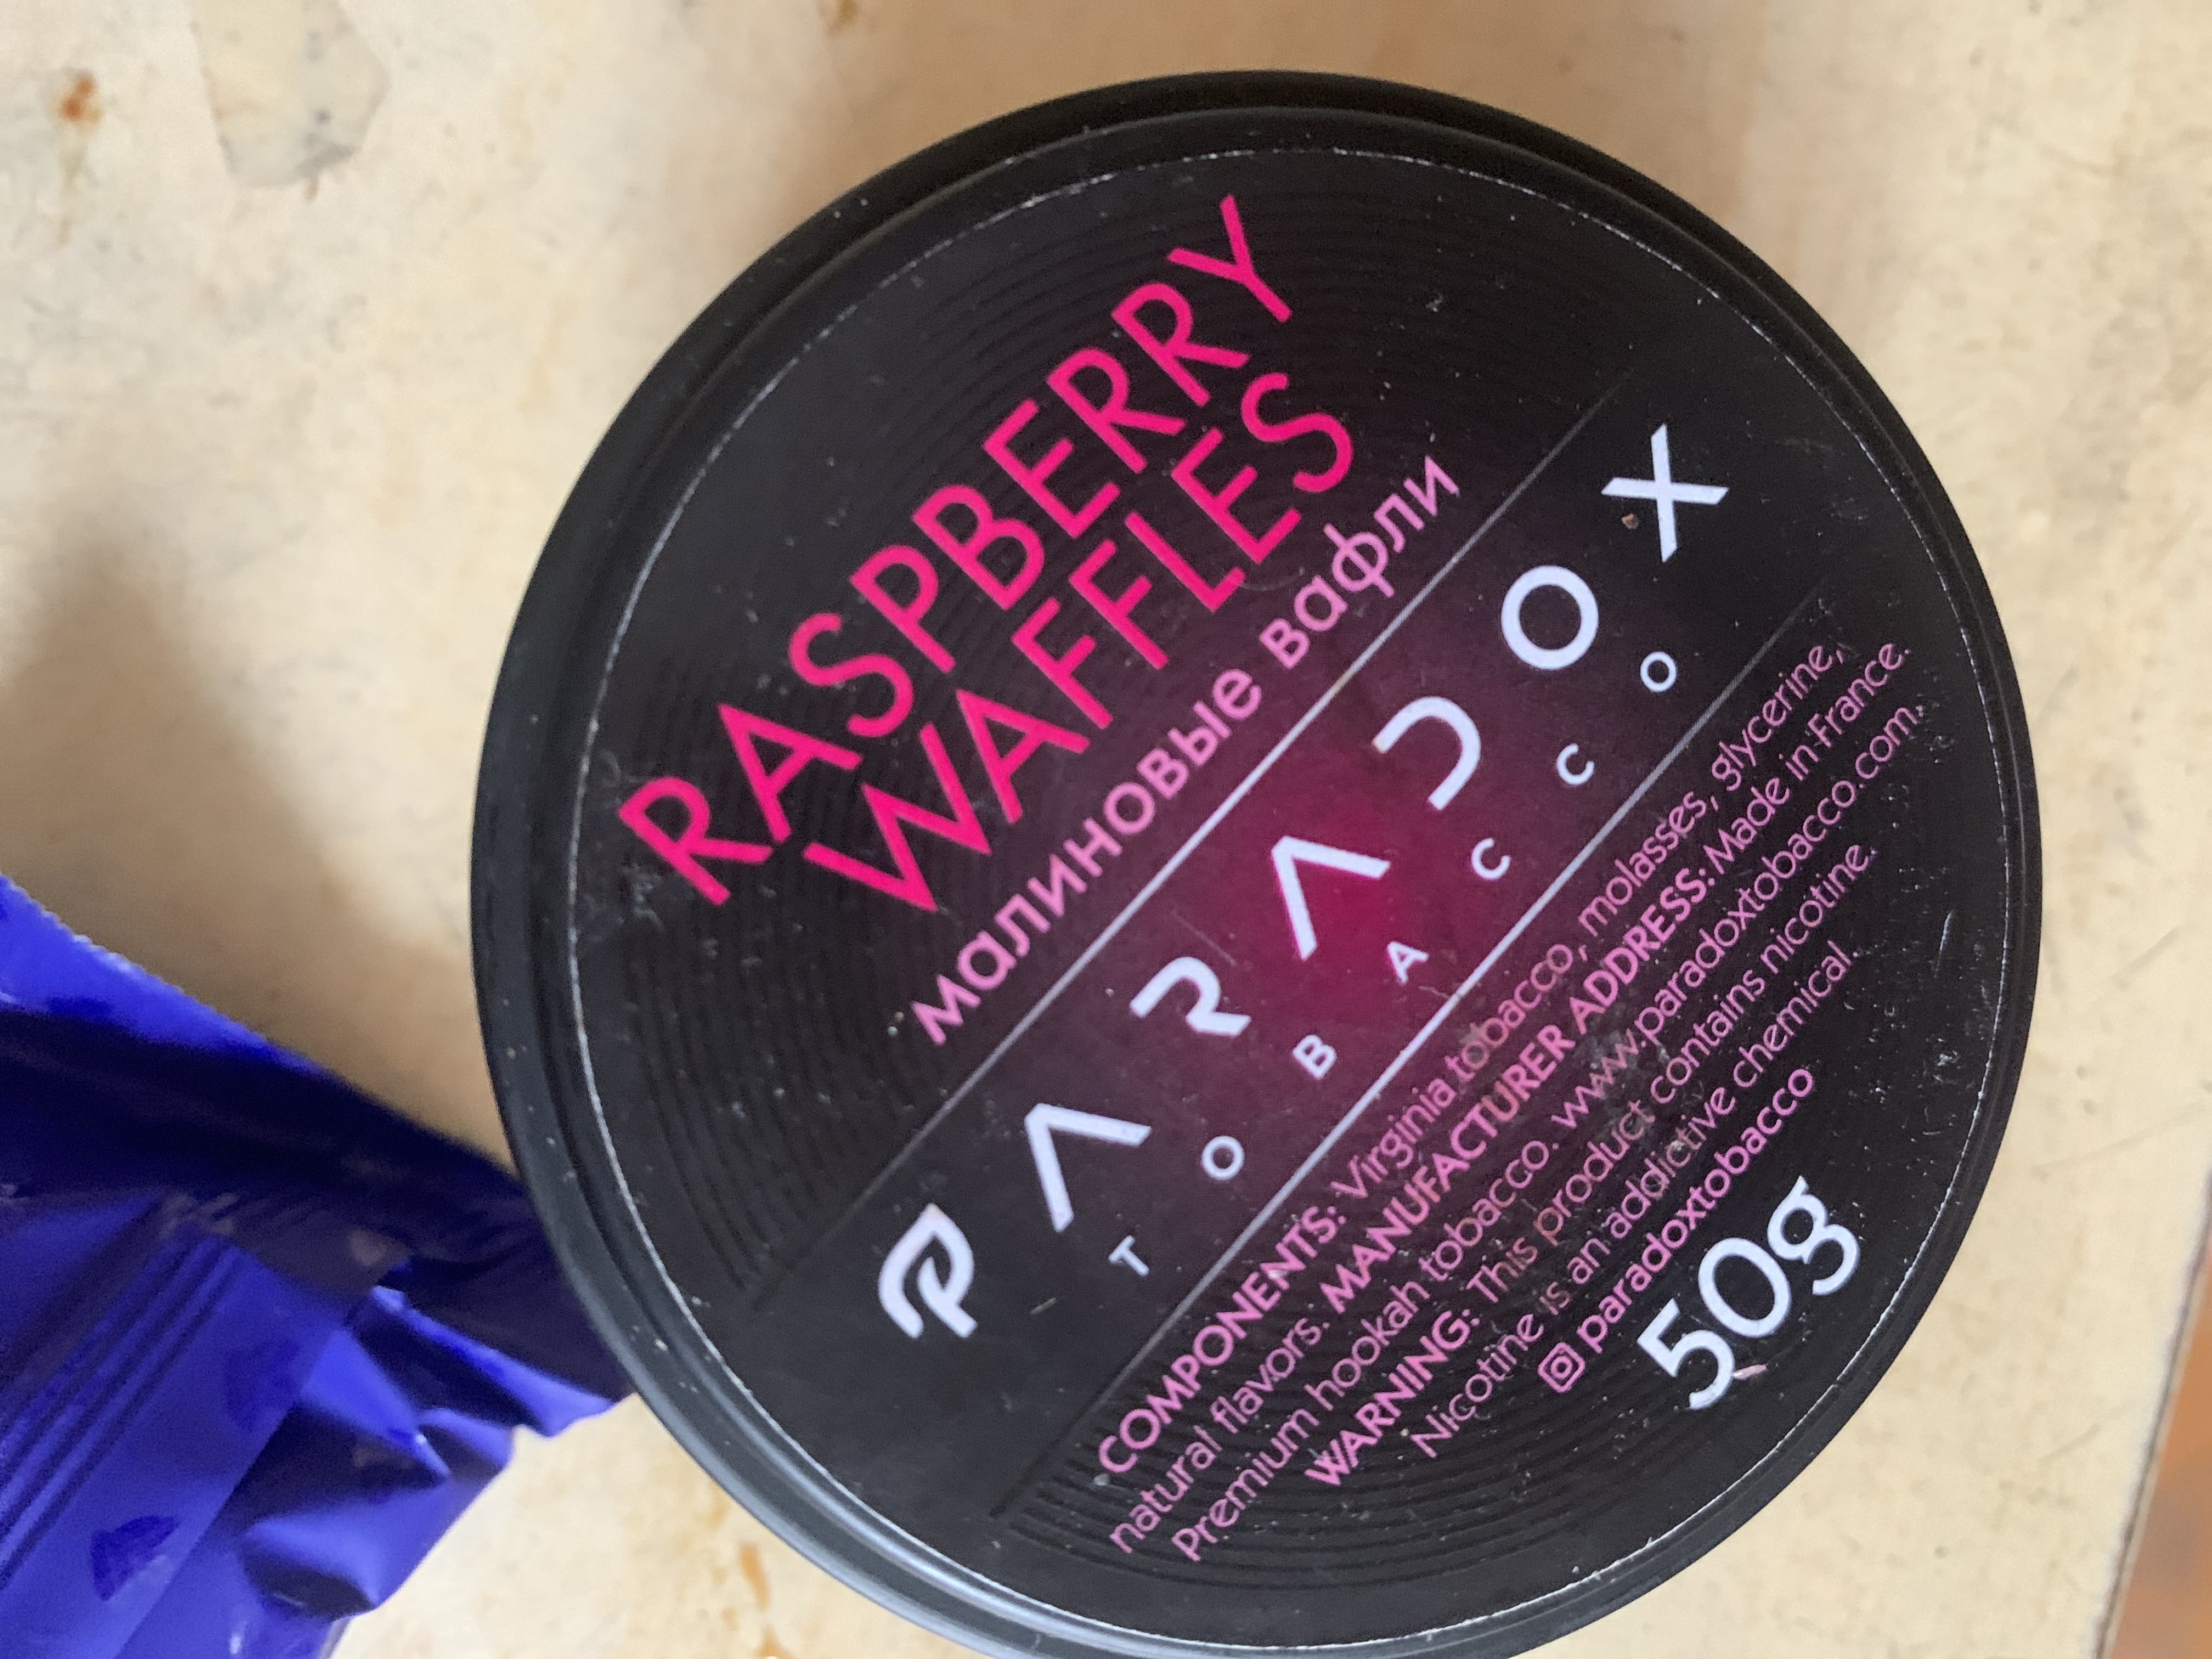 RASPBERRY
WAFFLES
малиновые вафли
PARADOX
TOBACCO
COMPONENTS: Virginia tobacco, molasses, glycerine,
natural flavors. MANUFACTURER ADDRESS: Made in France.
Premium hookah tobacco. www.paradoxtobacco.com.
WARNING: This product contains nicotine.
Nicotine is an addictive chemical
paradoxtobacco
50g